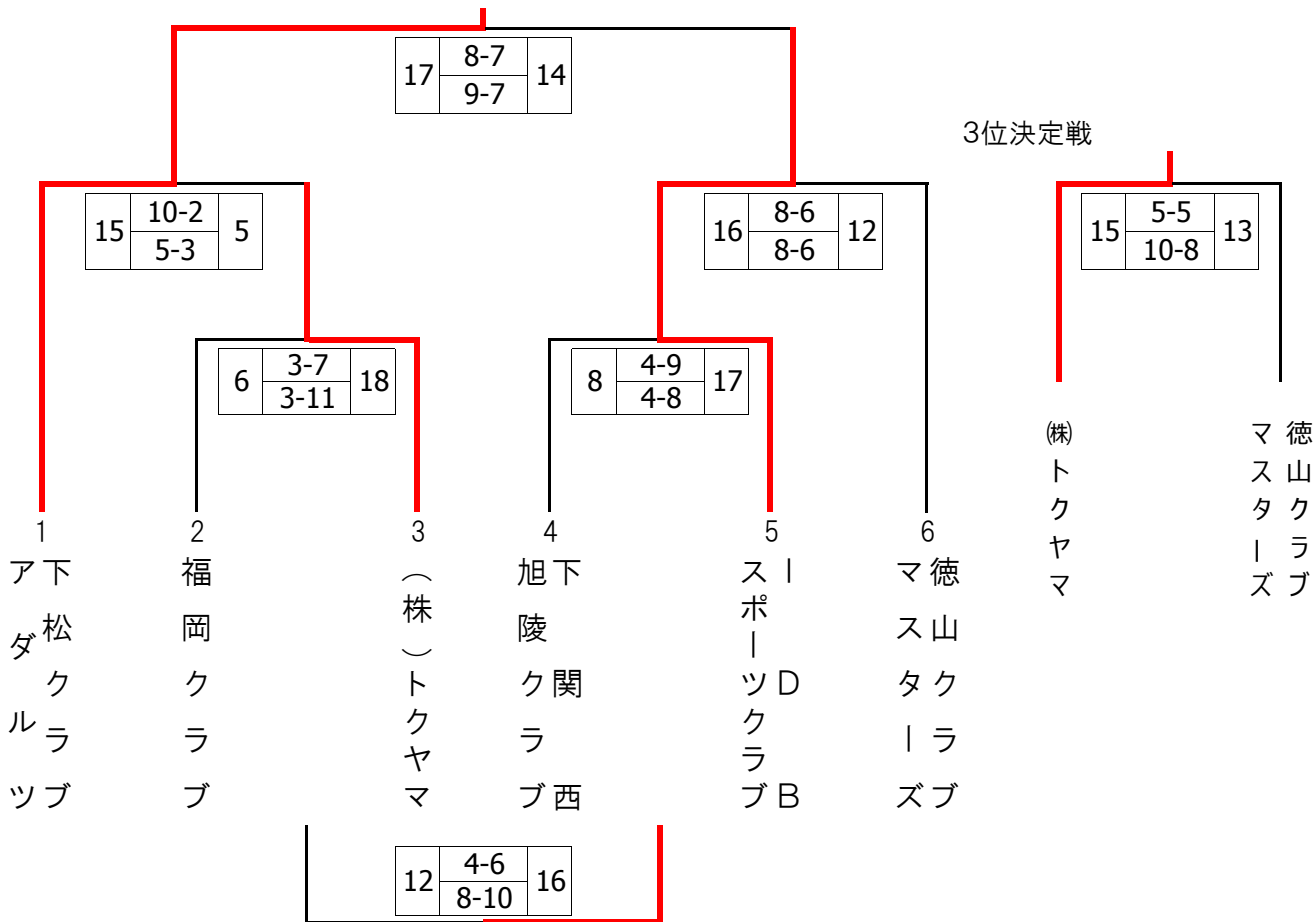 17
8-7
9-7
14
3位決定戦
15
10-2
5-3
5
16
8-6
8-6
12
15
5-5
10-8
13
6
3-7
3-11
18
8
4-9
4-8
17
㈱トクヤマ
徳山クラブ
マスターズ
1
下松クラブ
アダルツ
2
福岡クラブ
3
（株）トクヤマ
4
下関西
旭陵クラブ
5
ＩＤＢ
スポーツクラブ
6
徳山クラブ
マスターズ
12
4-6
8-10
16